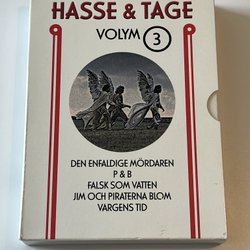 HASSE & TAGE
VOLYM 3
DEN ENFALDIGE MÖRDAREN
P & B
FALSK SOM VATTEN
JIM OCH PIRATERNA BLOM
VARGENS TID